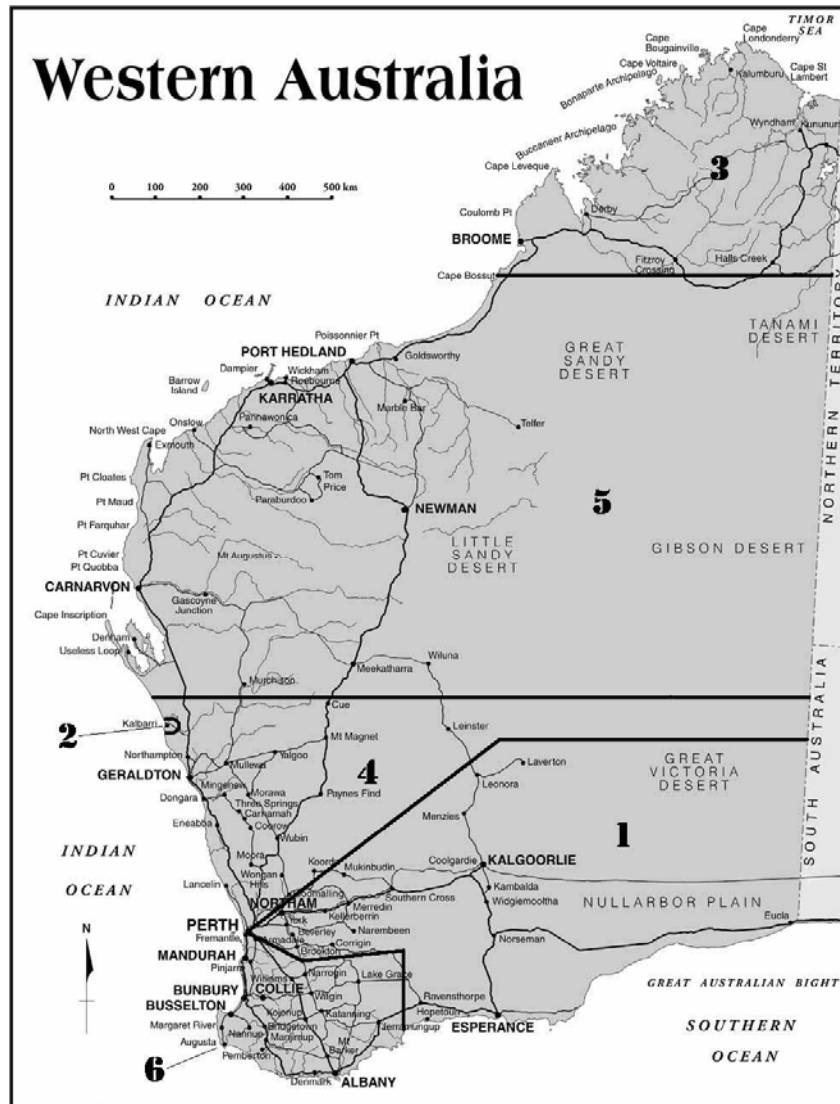 Western Australia
0 100 200 300 400 500 km
TIMOR
SEA
Cape
Londonderry
Cape
Bougainville
Cape Voltaire
Bonaparte Archipelago
Kalumburu
Cape St
Lambert
Buccaneer Archipelago
Wyndham
Cape Leveque
3
Coulomb Pt
Derby
BROOME
Fitzroy
Crossing
Halls Creek
Cape Bossut
INDIAN OCEAN
TANAMI
DESERT
GREAT
SANDY
DESERT
NORTHERN TERRITORY
Poissonnier Pt
PORT HEDLAND
Goldsworthy
Dampier
Wickham
Roebourne
Barrow
Island
KARRATHA
Marble Bar
Onslow
Pannawonica
Telfer
North West Cape
Exmouth
Pt Cloates
Tom
Price
Paraburdoo
Pt Maud
NEWMAN
5
Pt Farquhar
LITTLE
SANDY
DESERT
GIBSON DESERT
Mt Augustus
Pt Cuvier
Pt Quobba
CARNARVON
Gascoyne
Junction
Cape Inscription
Denham
Useless Loop
Meekatharra
Wiluna
Murchison
SOUTH AUSTRALIA
Cue
Kalbarri
2
Leinster
Mt Magnet
Northampton
Yalgoo
Mullewa
GREAT
VICTORIA
DESERT
Laverton
GERALDTON
4
Leonora
Mingenew
Morawa
Paynes Find
Dongara
Three Springs
Carnamah
Menzies
Eneabba
Coorow
Wubin
1
INDIAN
OCEAN
Moora
Koorda
Mukinbudin
Coolgardie
KALGOORLIE
Lancelin
Wongan
Hills
Kambalda
Goomalling
Southern Cross
Widgiemooltha
NULLARBOR PLAIN
NORTHAM
Merredin
Kellerberrin
York
Eucla
PERTH
Fremantle
Armadale
Beverley
Narembeen
Norseman
Brookton
Corrigin
N
MANDURAH
Pinjarra
Williams
Narrogin
Lake Grace
GREAT AUSTRALIAN BIGHT
BUNBURY
COLLIE
Wagin
Ravensthorpe
BUSSELTON
Kojonup
Katanning
Hopetoun
ESPERANCE
SOUTHERN
OCEAN
Margaret River
Nannup
Bridgetown
Jerramungup
Augusta
Manjimup
Mt
Barker
6
Pemberton
Denmark
ALBANY